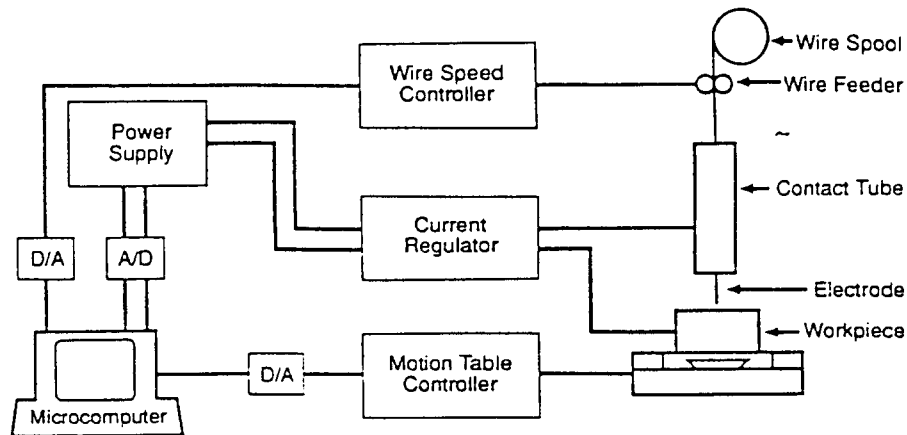 Wire Spool
Wire Speed
Controller
Wire Feeder
Power
Supply
~
Contact Tube
Current
Regulator
D/A
A/D
Electrode
Workpiece
Motion Table
Controller
D/A
Microcomputer